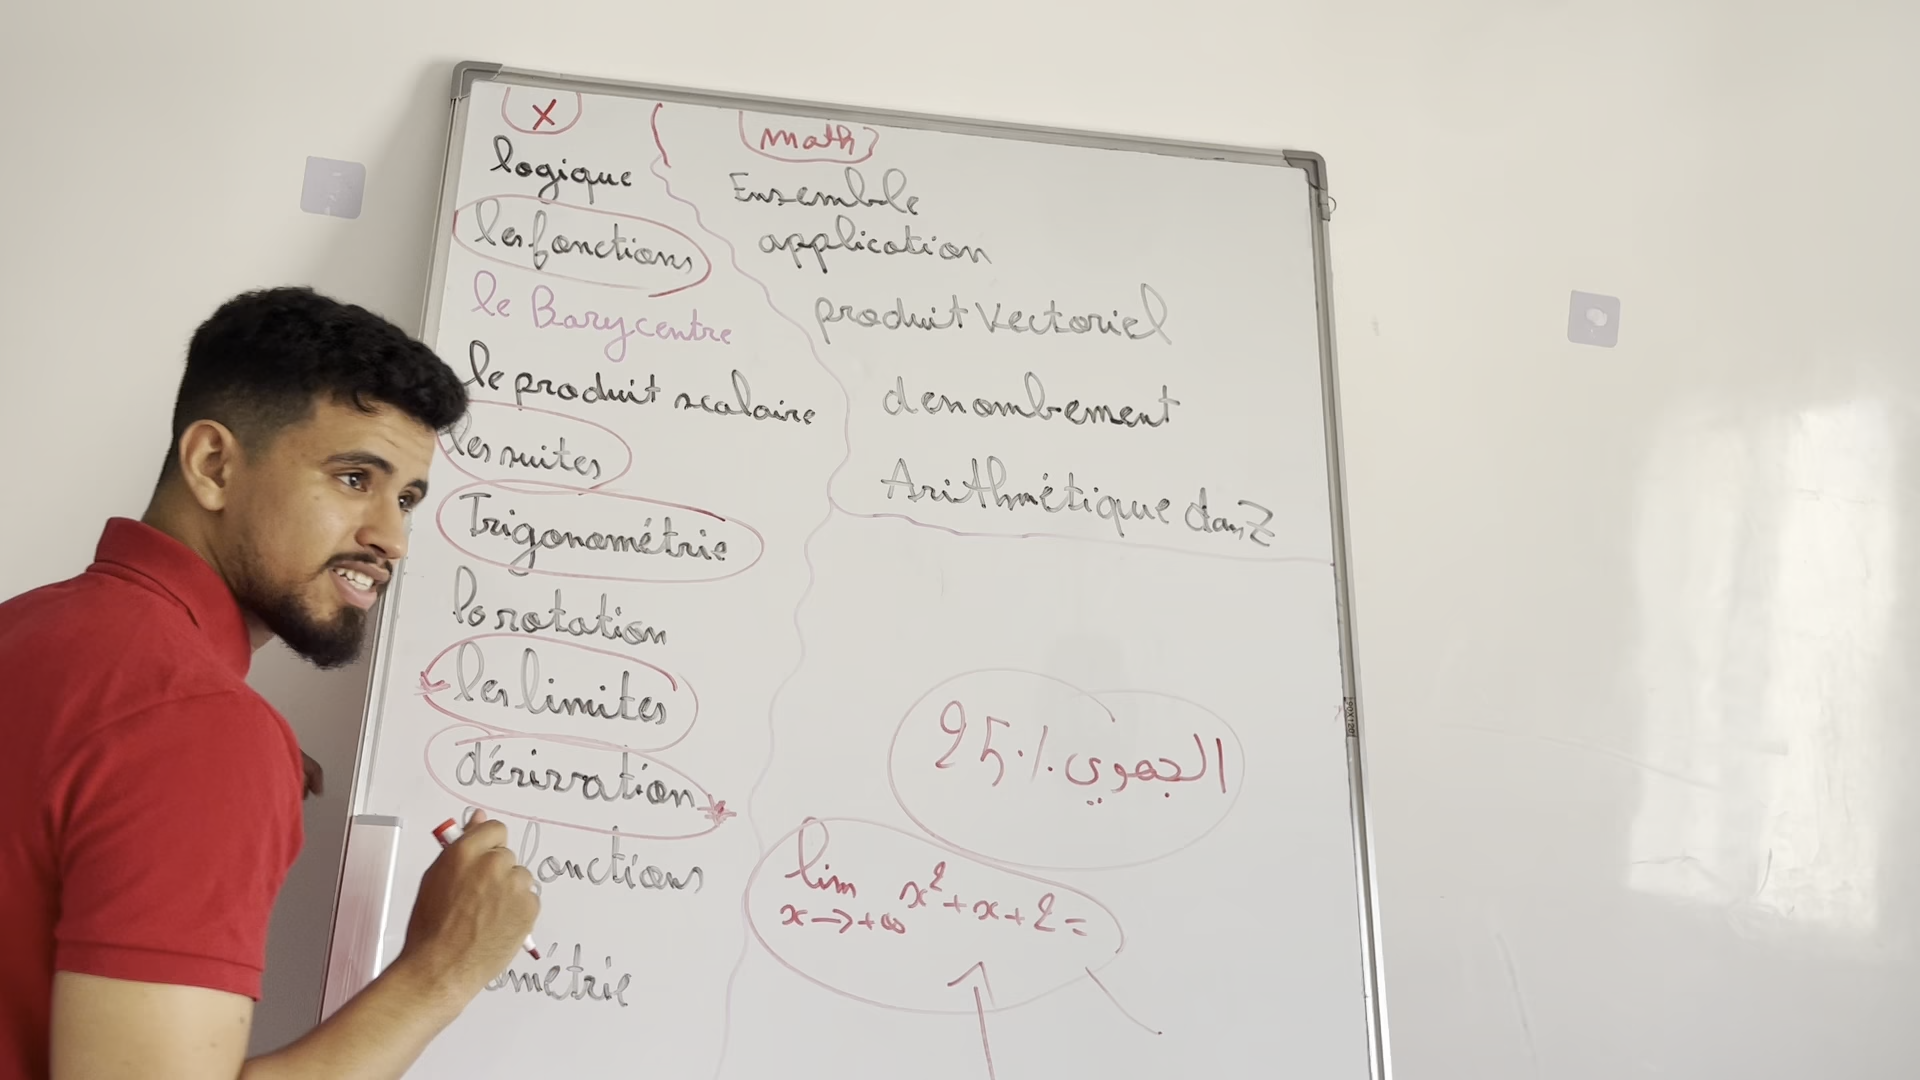 X
logique
les fonctions
le Barycentre
le produit scalaire
les suites
Trigonométrie
la rotation
les limites
dérivation
fonctions
métrie
math
Ensemble
application
produit Vectoriel
denombement
Arithmétique dans Z
الجهوي 25%
lim x→+∞ x² + x + 2 =